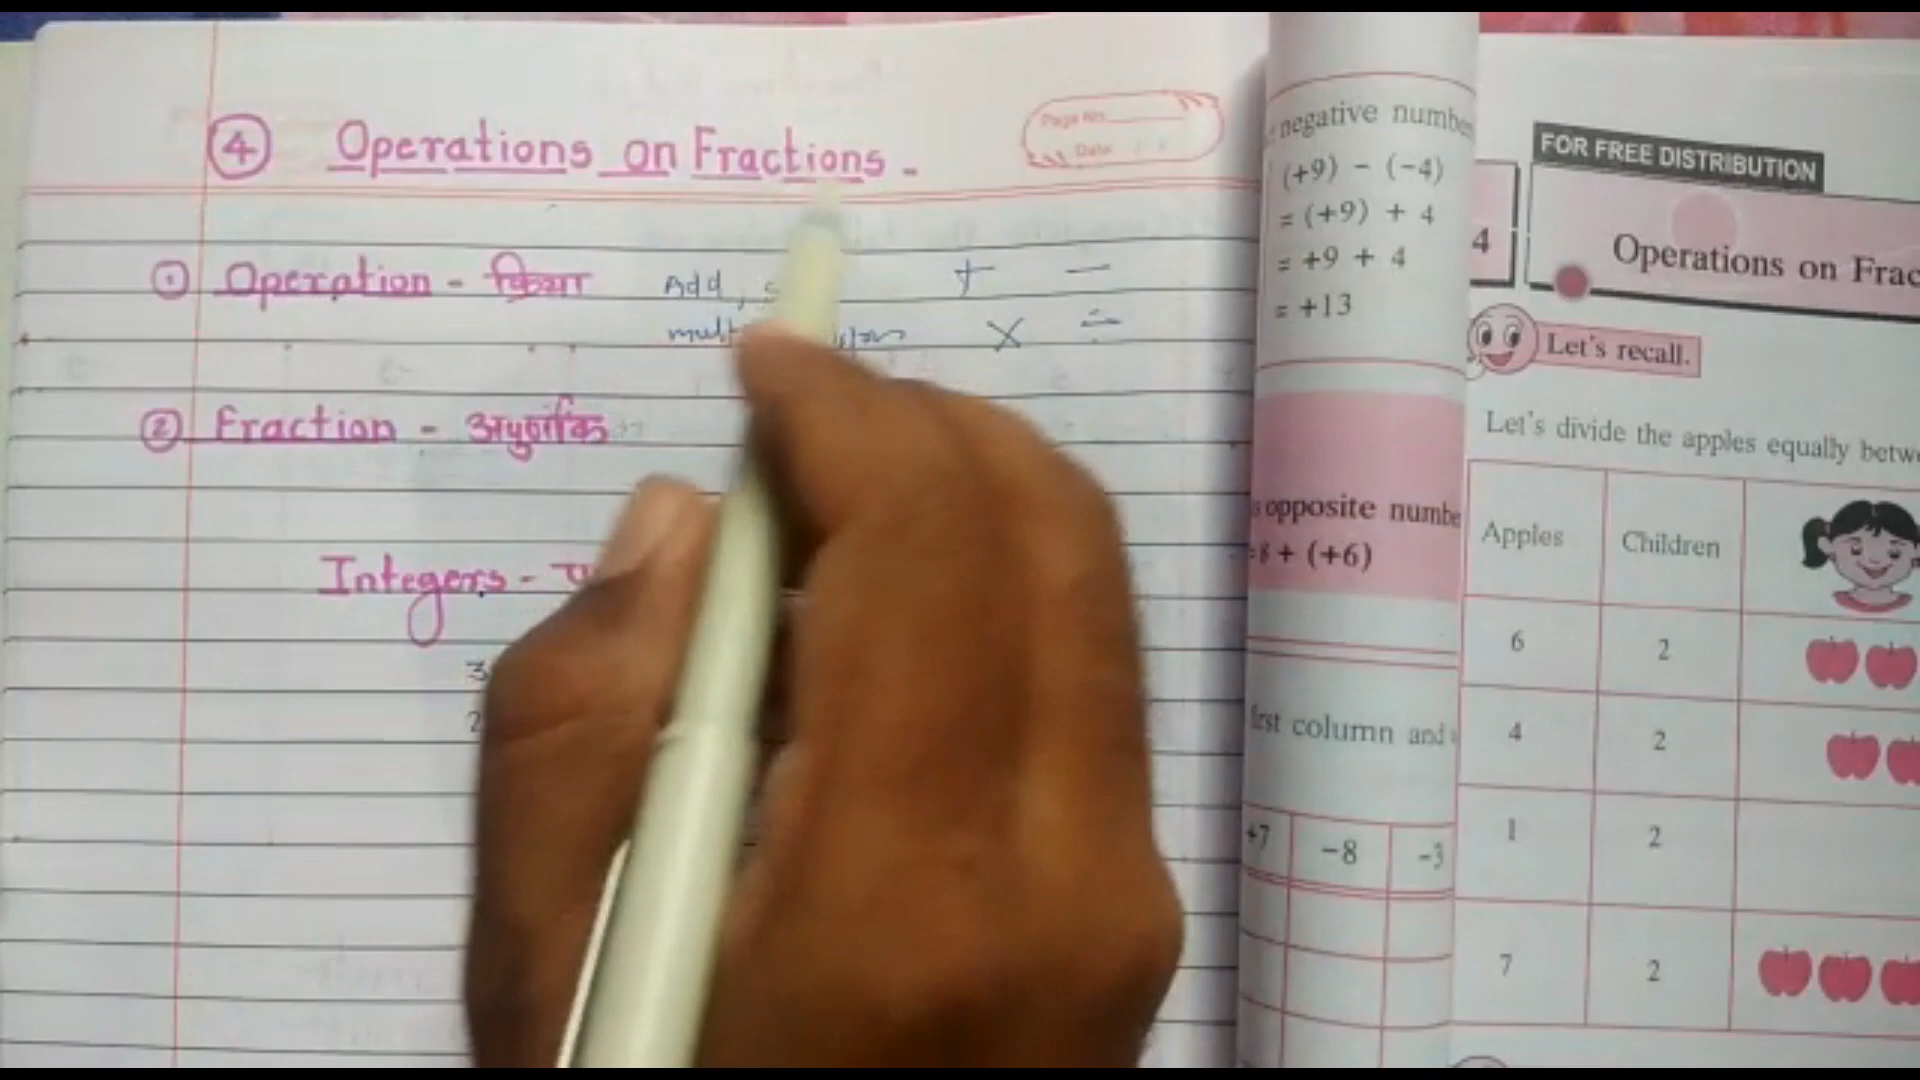 ④ Operations on Fractions -
Page No.
Date
① Operation - क्रिया Add, + -
× ÷
② Fraction - अपुर्णांक
Integers -
negative number
(+9) - (-4)
= (+9) + 4
= +9 + 4
= +13
opposite numbe
8 + (+6)
first column and
+7 -8 -3
FOR FREE DISTRIBUTION
4 Operations on Frac
Let's recall.
Let's divide the apples equally betwe
Apples Children
6 2
4 2
1 2
7 2